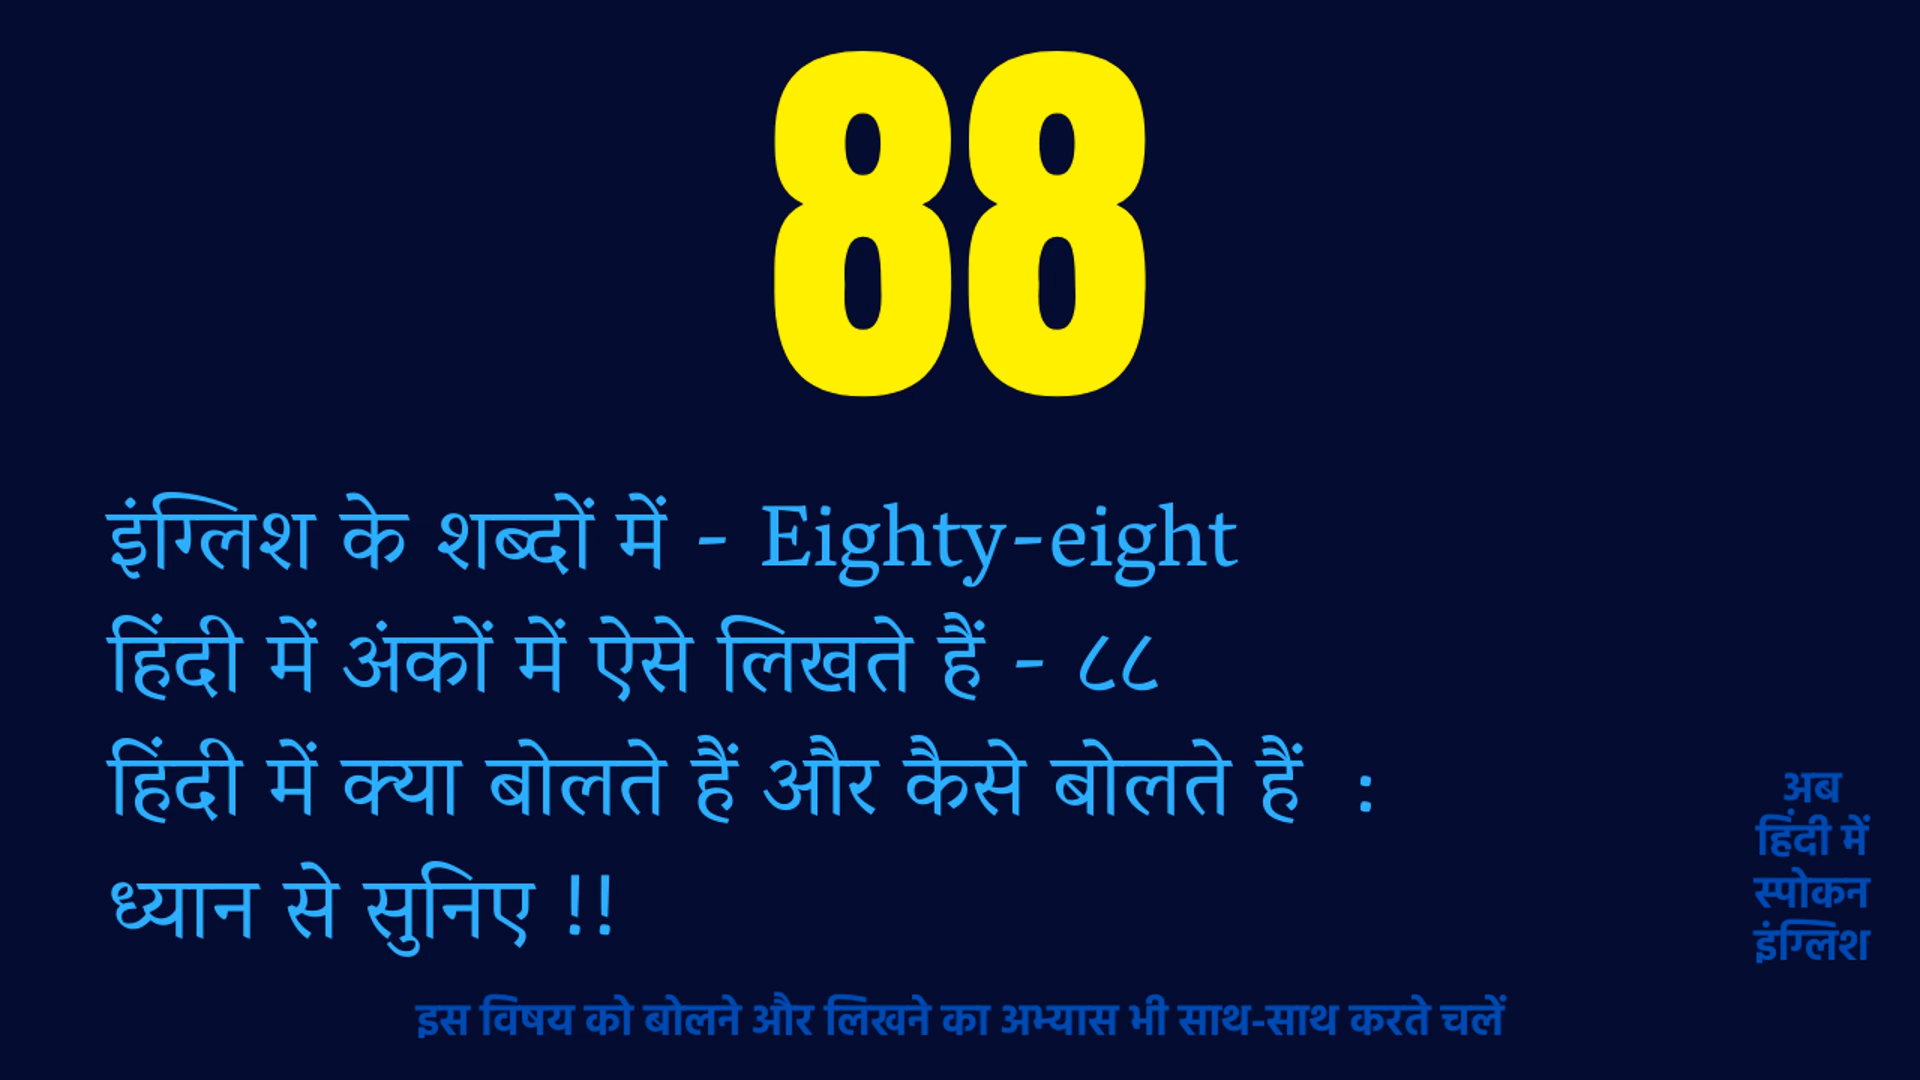 88
इंग्लिश के शब्दों में - Eighty-eight
हिंदी में अंकों में ऐसे लिखते हैं - ८८
हिंदी में क्या बोलते हैं और कैसे बोलते हैं :
ध्यान से सुनिए !!
अब
हिंदी में
स्पोकन
इंग्लिश
इस विषय को बोलने और लिखने का अभ्यास भी साथ-साथ करते चलें